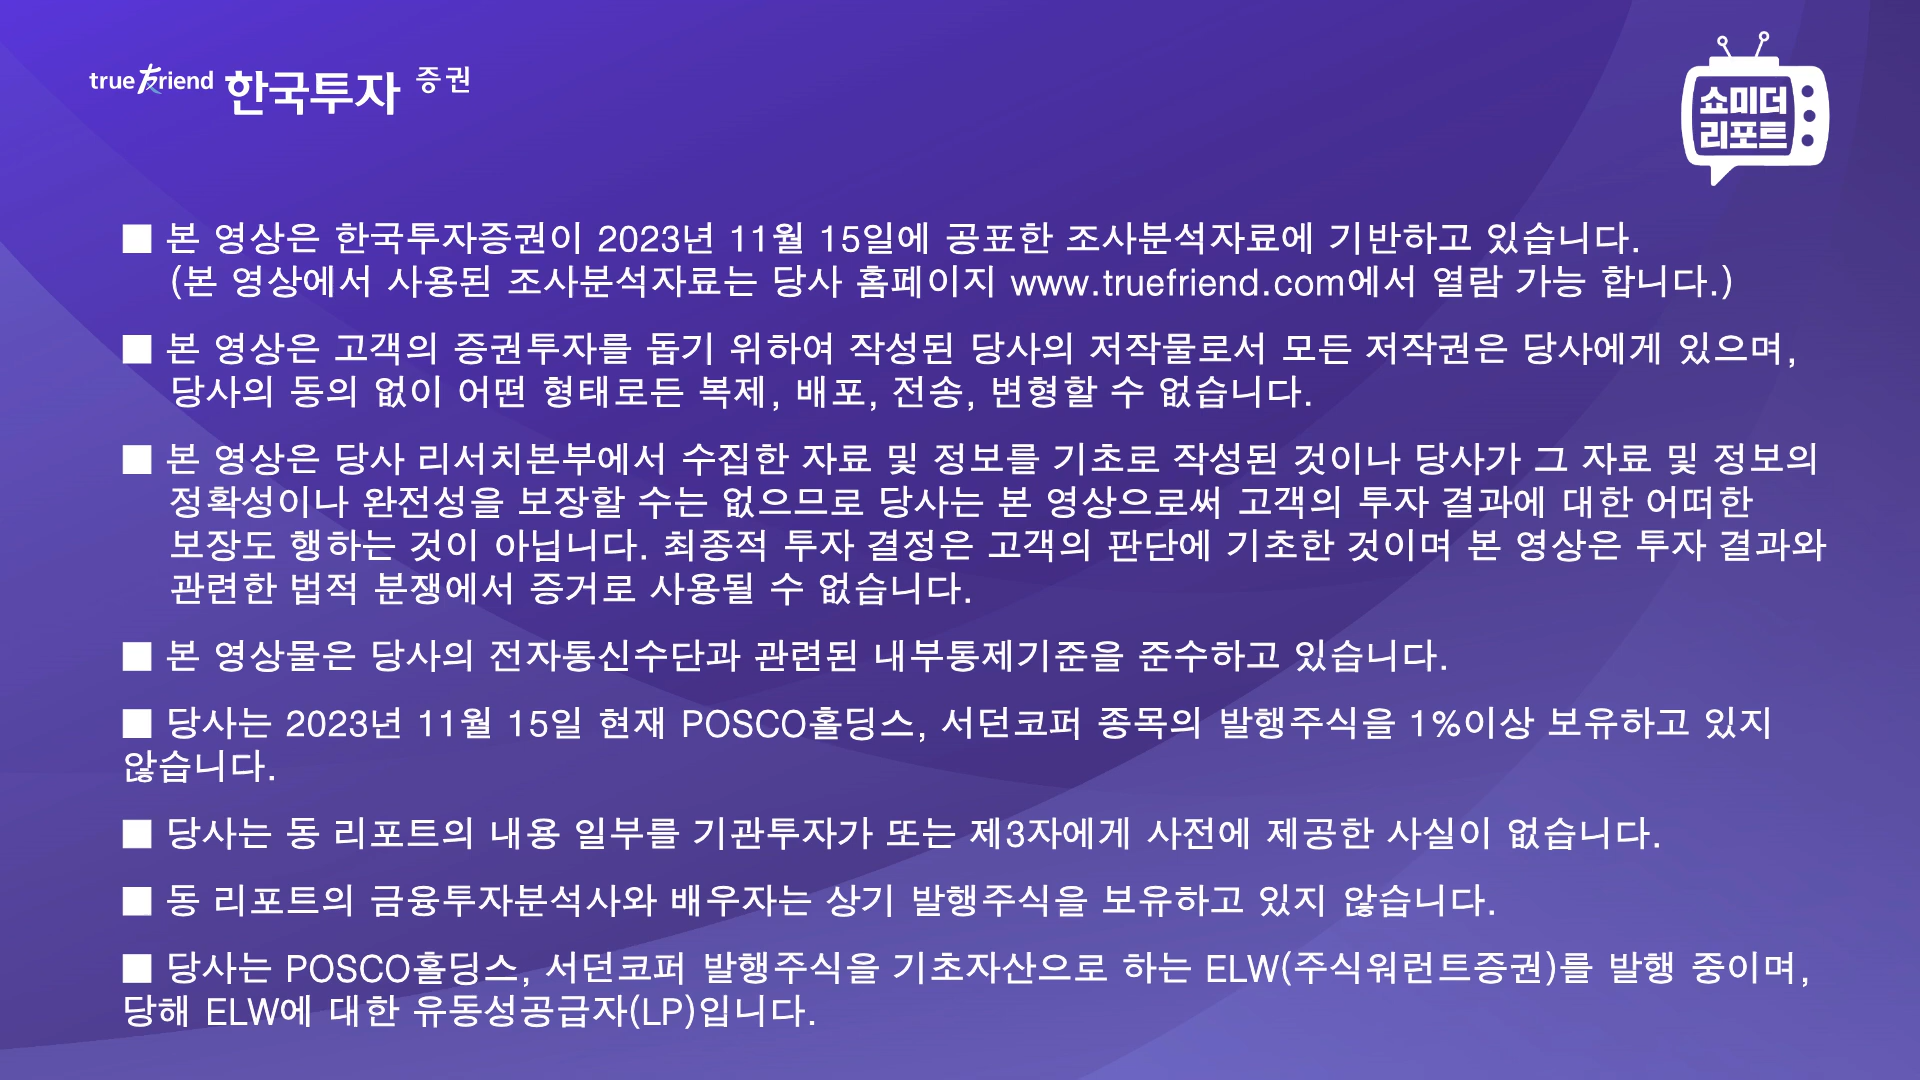 true友riend 한국투자 증권
쇼미더
리포트
■ 본 영상은 한국투자증권이 2023년 11월 15일에 공표한 조사분석자료에 기반하고 있습니다.
(본 영상에서 사용된 조사분석자료는 당사 홈페이지 www.truefriend.com에서 열람 가능 합니다.)
■ 본 영상은 고객의 증권투자를 돕기 위하여 작성된 당사의 저작물로서 모든 저작권은 당사에게 있으며,
당사의 동의 없이 어떤 형태로든 복제, 배포, 전송, 변형할 수 없습니다.
■ 본 영상은 당사 리서치본부에서 수집한 자료 및 정보를 기초로 작성된 것이나 당사가 그 자료 및 정보의
정확성이나 완전성을 보장할 수는 없으므로 당사는 본 영상으로써 고객의 투자 결과에 대한 어떠한
보장도 행하는 것이 아닙니다. 최종적 투자 결정은 고객의 판단에 기초한 것이며 본 영상은 투자 결과와
관련한 법적 분쟁에서 증거로 사용될 수 없습니다.
■ 본 영상물은 당사의 전자통신수단과 관련된 내부통제기준을 준수하고 있습니다.
■ 당사는 2023년 11월 15일 현재 POSCO홀딩스, 서던코퍼 종목의 발행주식을 1%이상 보유하고 있지
않습니다.
■ 당사는 동 리포트의 내용 일부를 기관투자가 또는 제3자에게 사전에 제공한 사실이 없습니다.
■ 동 리포트의 금융투자분석사와 배우자는 상기 발행주식을 보유하고 있지 않습니다.
■ 당사는 POSCO홀딩스, 서던코퍼 발행주식을 기초자산으로 하는 ELW(주식워런트증권)를 발행 중이며,
당해 ELW에 대한 유동성공급자(LP)입니다.